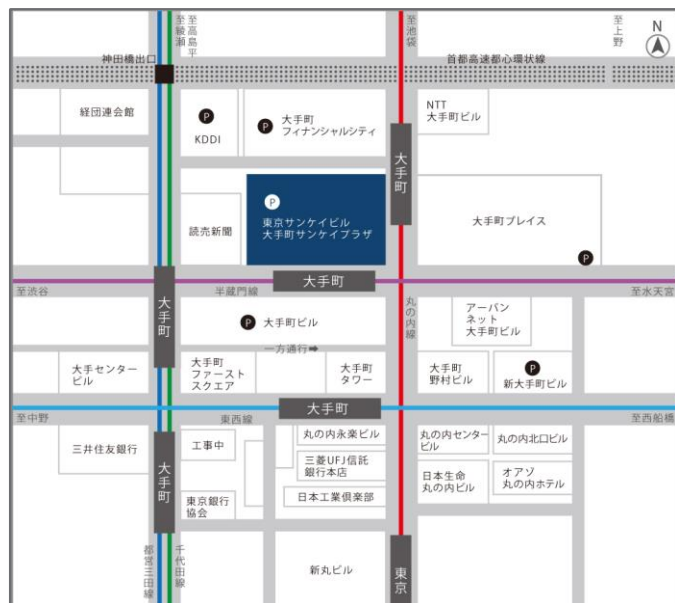 至綾瀬
至高島平
至池袋
至上野
N
神田橋出口
首都高速都心環状線
経団連会館
P
KDDI
P
大手町
フィナンシャルシティ
NTT
大手町ビル
大手町
読売新聞
P
東京サンケイビル
大手町サンケイプラザ
大手町プレイス
P
大手町
至渋谷
半蔵門線
至水天宮
大手町
丸の内線
P
大手町ビル
アーバン
ネット
大手町ビル
一方通行➡
大手センター
ビル
大手町
ファースト
スクエア
大手町
タワー
大手町
野村ビル
P
新大手町ビル
大手町
至中野
東西線
至西船橋
三井住友銀行
大手町
工事中
丸の内永楽ビル
丸の内センター
ビル
丸の内北口ビル
三菱UFJ信託
銀行本店
日本生命
丸の内ビル
オアゾ
丸の内ホテル
東京銀行
協会
日本工業倶楽部
都営三田線
千代田線
新丸ビル
東京